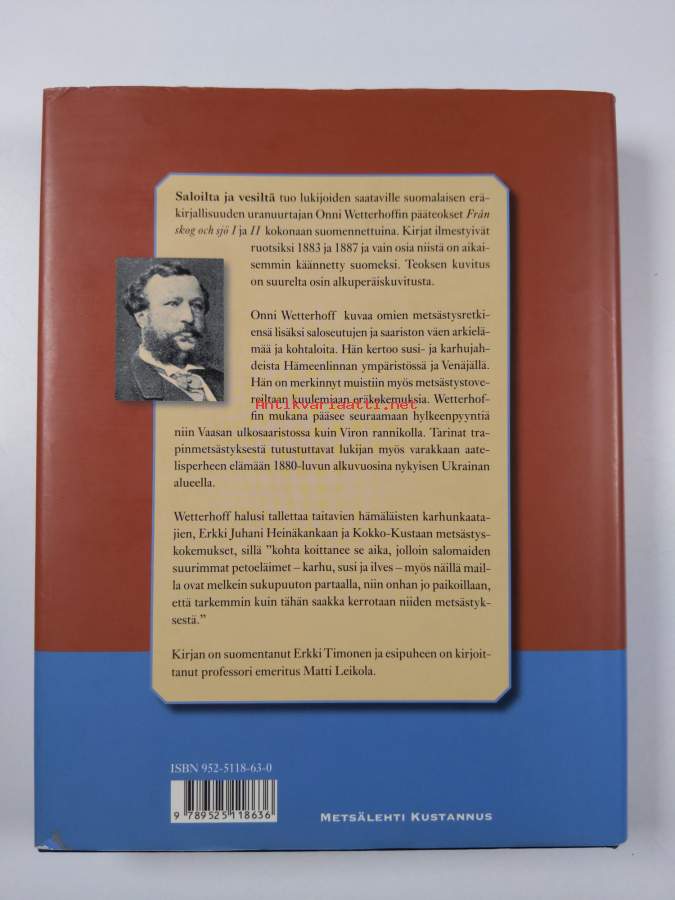 Saloilta ja vesiltä tuo lukijoiden saataville suomalaisen erä-
kirjallisuuden uranuurtajan Onni Wetterhoffin pääteokset Från
skog och sjö I ja II kokonaan suomennettuina. Kirjat ilmestyivät
ruotsiksi 1883 ja 1887 ja vain osia niistä on aikai-
semmin käännetty suomeksi. Teoksen kuvitus
on suurelta osin alkuperäiskuvitusta.
Onni Wetterhoff kuvaa omien metsästysretki-
ensä lisäksi saloseutujen ja saariston väen arkielä-
mää ja kohtaloita. Hän kertoo susi- ja karhujah-
deista Hämeenlinnan ympäristössä ja Venäjällä.
Hän on merkinnyt muistiin myös metsästystove-
reiltaan kuulemiaan eräkokemuksia. Wetterhof-
Antikvariaatti.net
fin mukana pääsee seuraamaan hylkeenpyyntiä
niin Vaasan ulkosaaristossa kuin Viron rannikolla. Tarinat tra-
pinmetsästyksestä tutustuttavat lukijan myös varakkaan aate-
lisperheen elämään 1880-luvun alkuvuosina nykyisen Ukrainan
alueella.
Wetterhoff halusi tallettaa taitavien hämäläisten karhunkaata-
jien, Erkki Juhani Heinäkankaan ja Kokko-Kustaan metsästys-
kokemukset, sillä ”kohta koittanee se aika, jolloin salomaiden
suurimmat petoeläimet – karhu, susi ja ilves – myös näillä mail-
la ovat melkein sukupuuton partaalla, niin onhan jo paikoillaan,
että tarkemmin kuin tähän saakka kerrotaan niiden metsästyk-
sestä.”
Kirjan on suomentanut Erkki Timonen ja esipuheen on kirjoit-
tanut professori emeritus Matti Leikola.
ISBN 952-5118-63-0
9 789525 118636
METSÄLEHTI KUSTANNUS